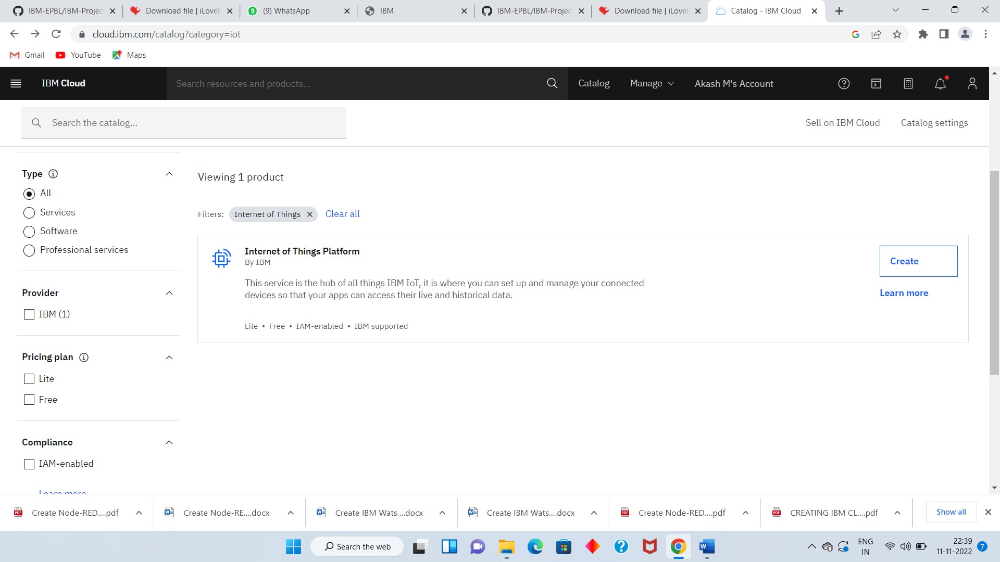 IBM-EPBL/IBM-Projec
Download file | iLoveP
(9) WhatsApp
IBM
IBM-EPBL/IBM-Projec
Download file | iLoveP
Catalog - IBM Cloud
cloud.ibm.com/catalog?category=iot
Gmail
YouTube
Maps
IBM Cloud
Search resources and products...
Catalog
Manage
Akash M's Account
Search the catalog...
Sell on IBM Cloud
Catalog settings
Type
All
Services
Software
Professional services
Provider
IBM (1)
Pricing plan
Lite
Free
Compliance
IAM-enabled
Learn more
Viewing 1 product
Filters: Internet of Things Clear all
Internet of Things Platform
By IBM
This service is the hub of all things IBM IoT, it is where you can set up and manage your connected
devices so that your apps can access their live and historical data.
Lite • Free • IAM-enabled • IBM supported
Create
Learn more
Create Node-RED....pdf
Create Node-RE....docx
Create IBM Wats....docx
Create IBM Wats....docx
Create Node-RED....pdf
CREATING IBM CL....pdf
Show all
Search the web
ENG
IN
22:39
11-11-2022
7